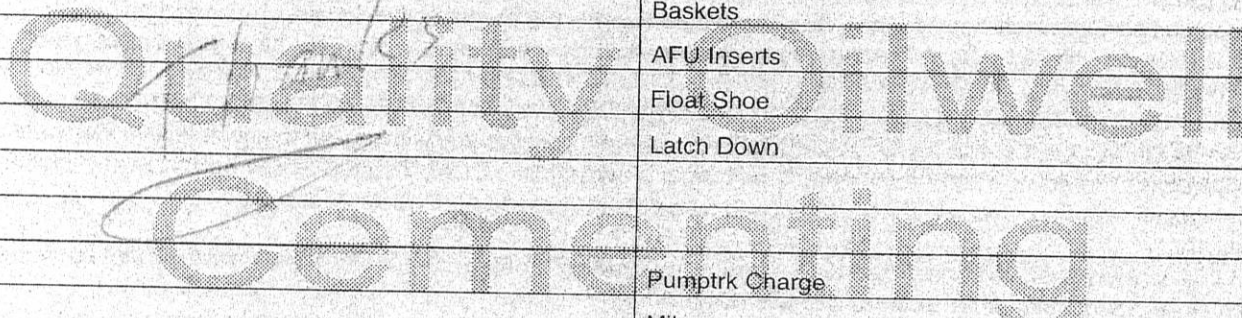 Baskets
AFU Inserts
Float Shoe
Latch Down
Pumptrk Charge
Quality Oilwell
Cementing